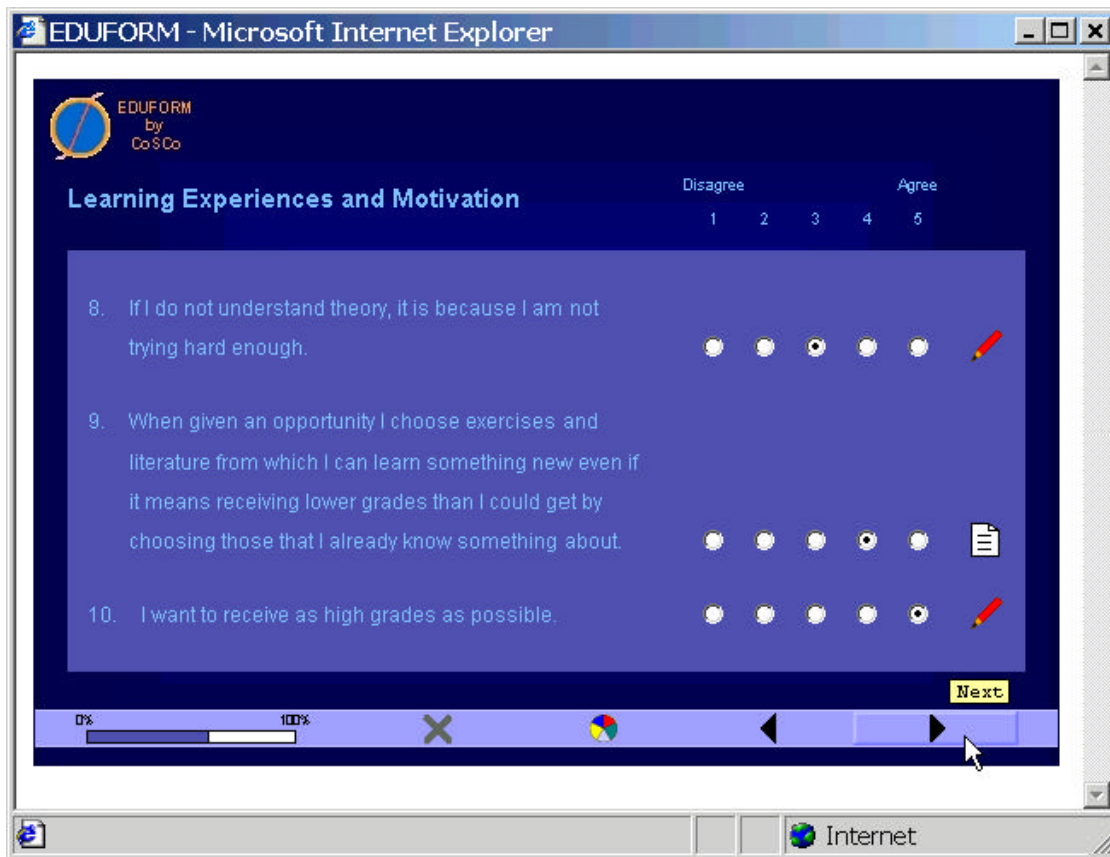 EDUFORM - Microsoft Internet Explorer
EDUFORM
by
CoSCo
Learning Experiences and Motivation
Disagree Agree
1 2 3 4 5
8. If I do not understand theory, it is because I am not
trying hard enough.
9. When given an opportunity I choose exercises and
literature from which I can learn something new even if
it means receiving lower grades than I could get by
choosing those that I already know something about.
10. I want to receive as high grades as possible.
Next
0% 100%
Internet